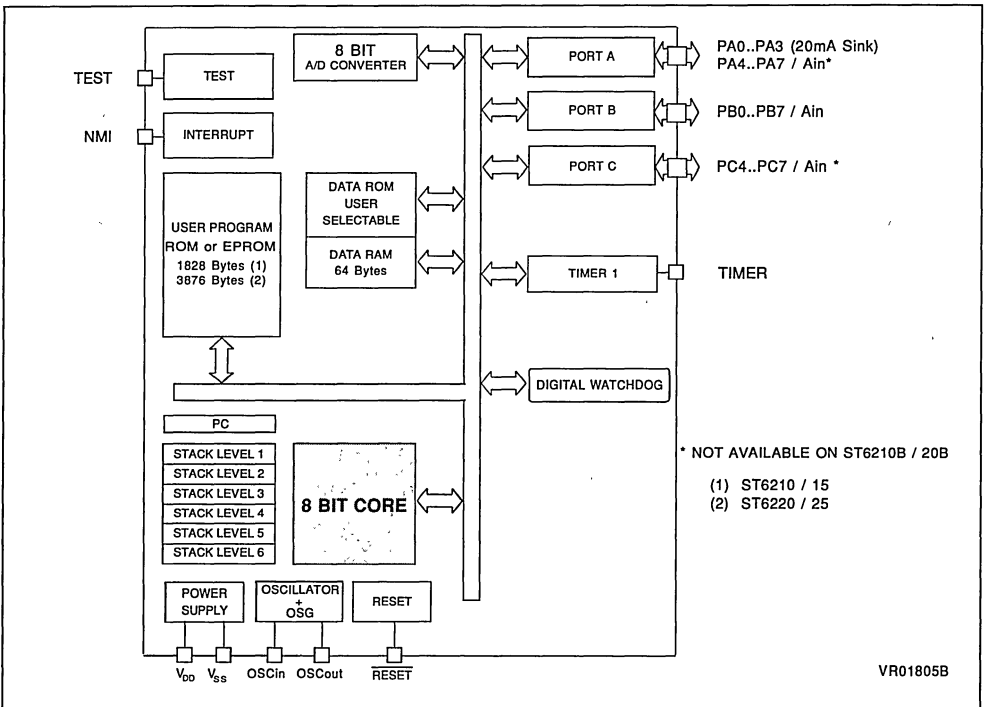 8 BIT
A/D CONVERTER
PORT A
PA0..PA3 (20mA Sink)
PA4..PA7 / Ain*
TEST
TEST
PORT B
PB0..PB7 / Ain
NMI
INTERRUPT
PORT C
PC4..PC7 / Ain *
USER PROGRAM
ROM or EPROM
1828 Bytes (1)
3876 Bytes (2)
DATA ROM
USER
SELECTABLE
DATA RAM
64 Bytes
TIMER 1
TIMER
DIGITAL WATCHDOG
PC
STACK LEVEL 1
STACK LEVEL 2
STACK LEVEL 3
STACK LEVEL 4
STACK LEVEL 5
STACK LEVEL 6
8 BIT CORE
* NOT AVAILABLE ON ST6210B / 20B
(1) ST6210 / 15
(2) ST6220 / 25
POWER
SUPPLY
OSCILLATOR
+
OSG
RESET
VDD
VSS
OSCin
OSCout
RESET
VR01805B